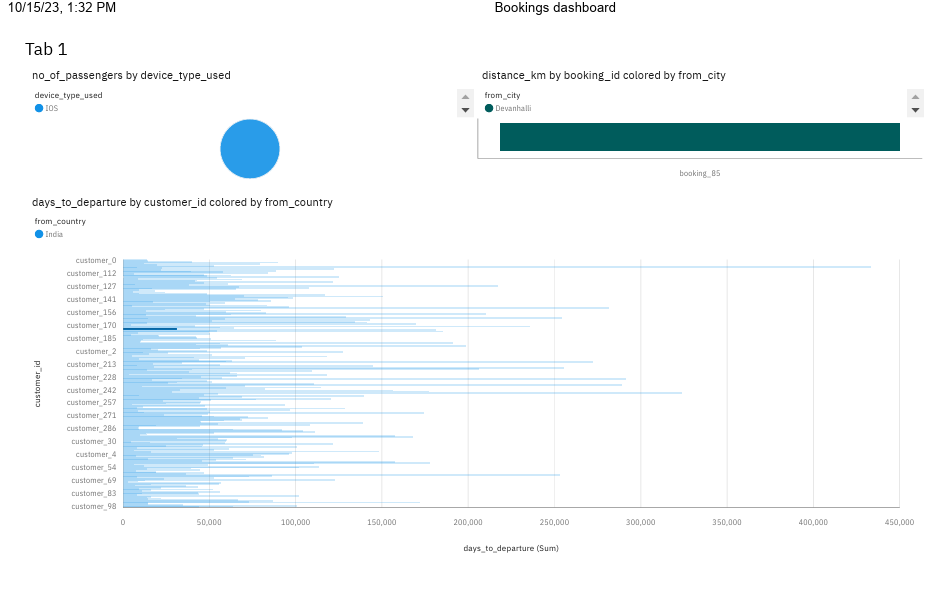 10/15/23, 1:32 PM
Bookings dashboard
Tab 1
no_of_passengers by device_type_used
device_type_used
IOS
distance_km by booking_id colored by from_city
from_city
Devanhalli
booking_85
days_to_departure by customer_id colored by from_country
from_country
India
customer_id
customer_0
customer_112
customer_127
customer_141
customer_156
customer_170
customer_185
customer_2
customer_213
customer_228
customer_242
customer_257
customer_271
customer_286
customer_30
customer_4
customer_54
customer_69
customer_83
customer_98
0 50,000 100,000 150,000 200,000 250,000 300,000 350,000 400,000 450,000
days_to_departure (Sum)